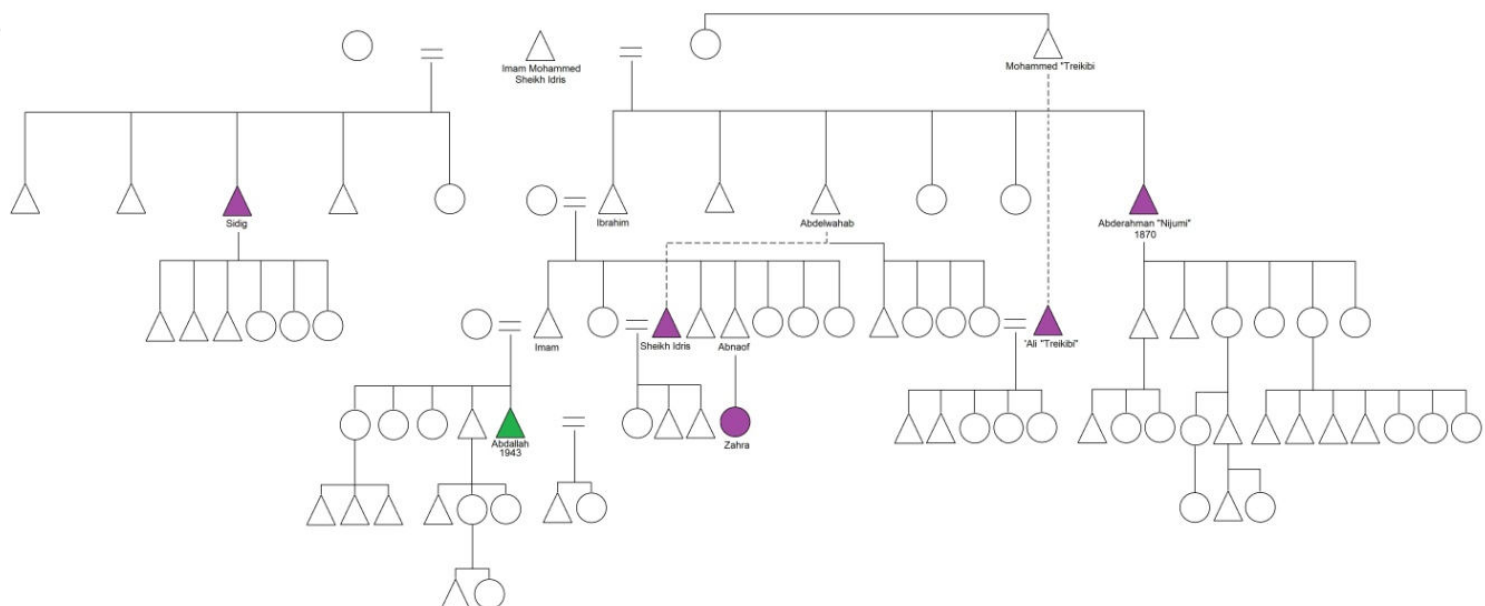 Imam Mohammed
Sheikh Idris
Mohammed "Treikibi
Sidig
Ibrahim
Abdelwahab
Abderahman "Nijumi"
1870
Imam
Sheikh Idris
Abnaof
'Ali "Treikibi"
Abdallah
1943
Zahra